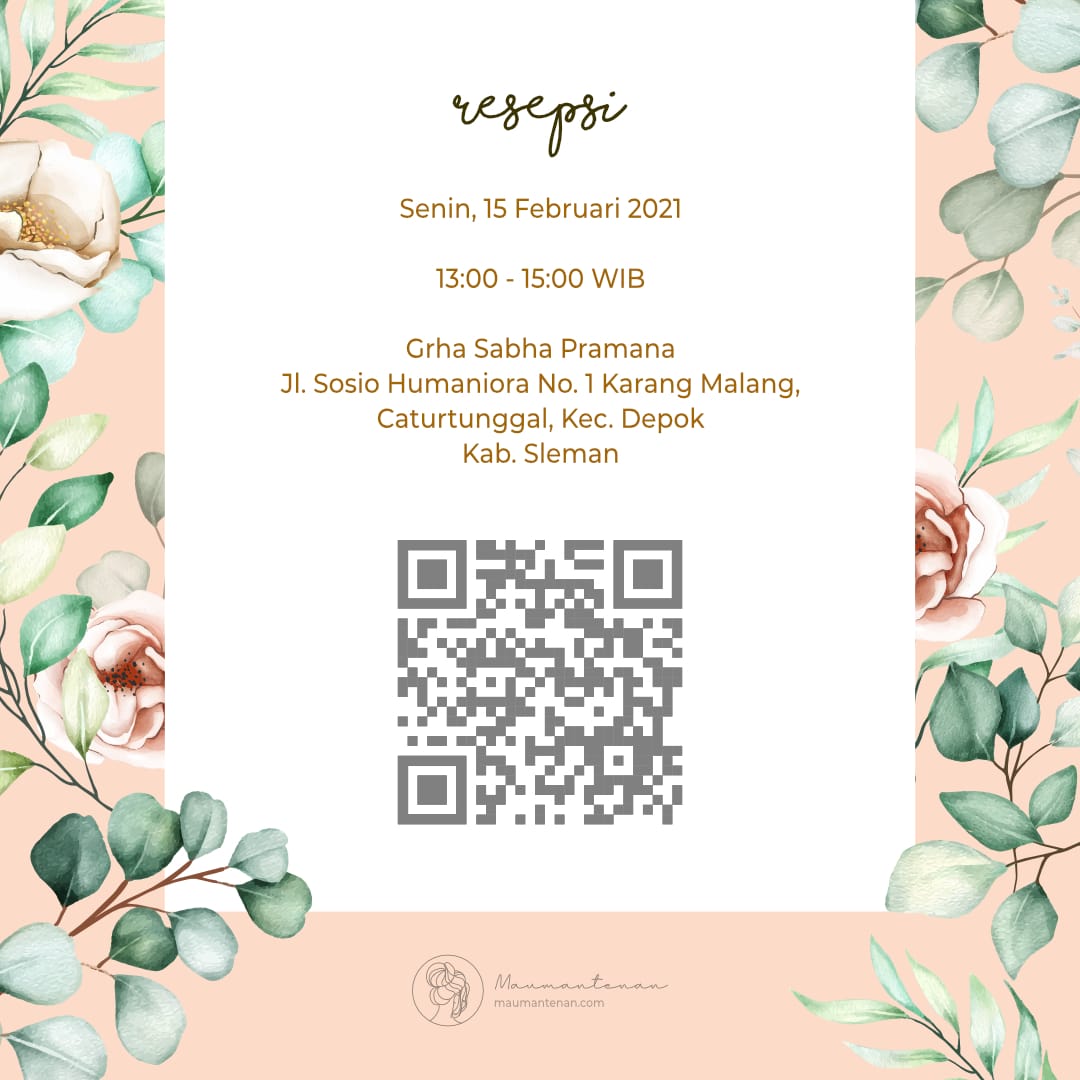 resepsi
Senin, 15 Februari 2021
13:00 - 15:00 WIB
Grha Sabha Pramana
Jl. Sosio Humaniora No. 1 Karang Malang,
Caturtunggal, Kec. Depok
Kab. Sleman
Maumantenan
maumantenan.com